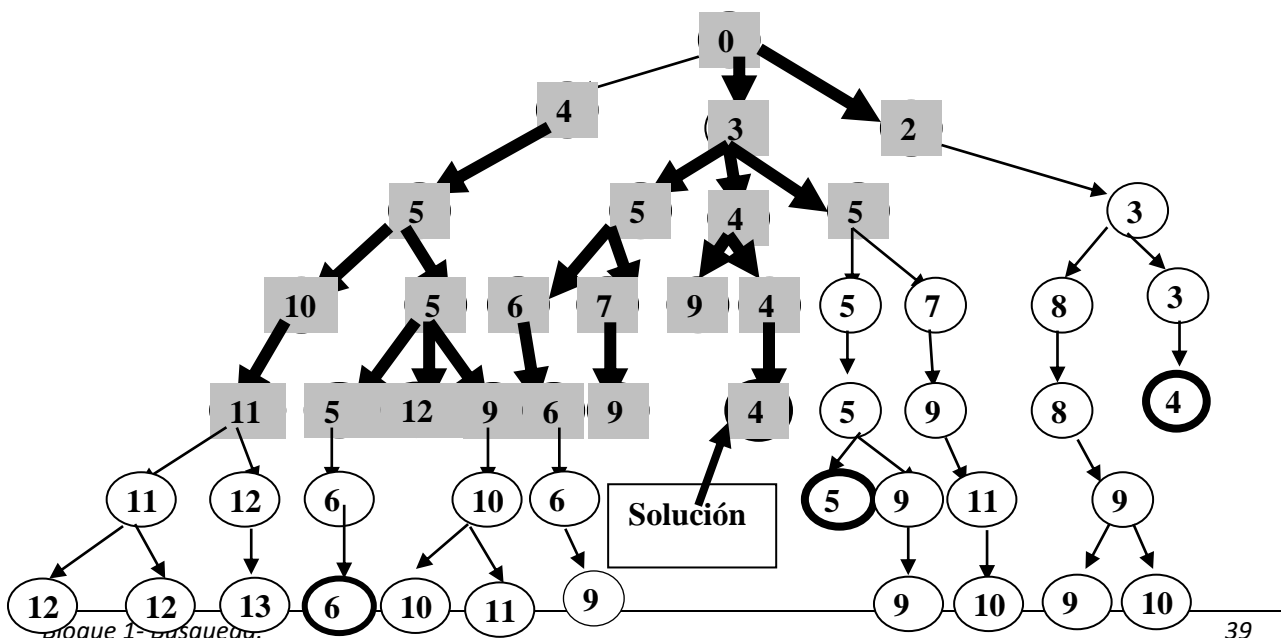 0
4 3 2
5 5 4 5 3
10 5 6 7 9 4 5 7 8 3
11 5 12 9 6 9 4 5 9 8 4
11 12 6 10 6 Solución 5 9 11 9
12 12 13 6 10 11 9 9 10 9 10
Bloque 1- Búsqueda. 39